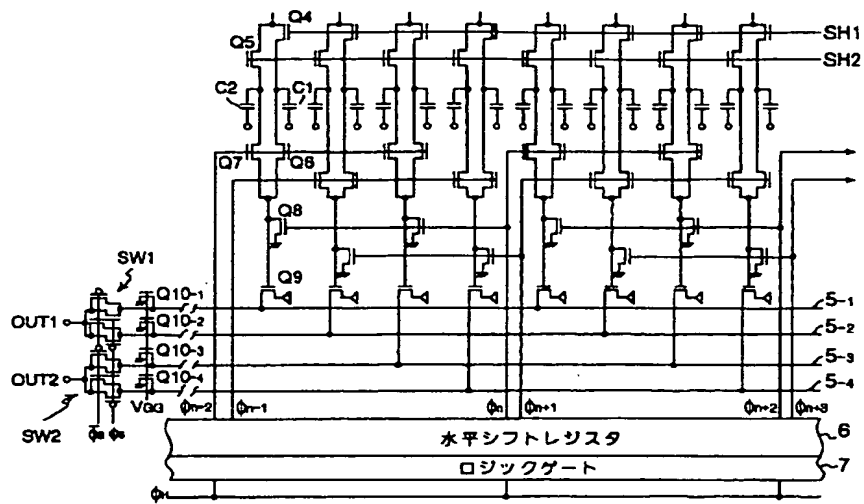 Q4
SH1
Q5
SH2
C2
C1
Q7
Q6
Q8
SW1
Q9
Q10-1
5-1
OUT1
Q10-2
5-2
Q10-3
5-3
OUT2
Q10-4
5-4
SW2
VGG
ϕn-2
ϕn-1
ϕn
ϕn+1
ϕn+2
ϕn+3
水平シフトレジスタ
6
ロジックゲート
7